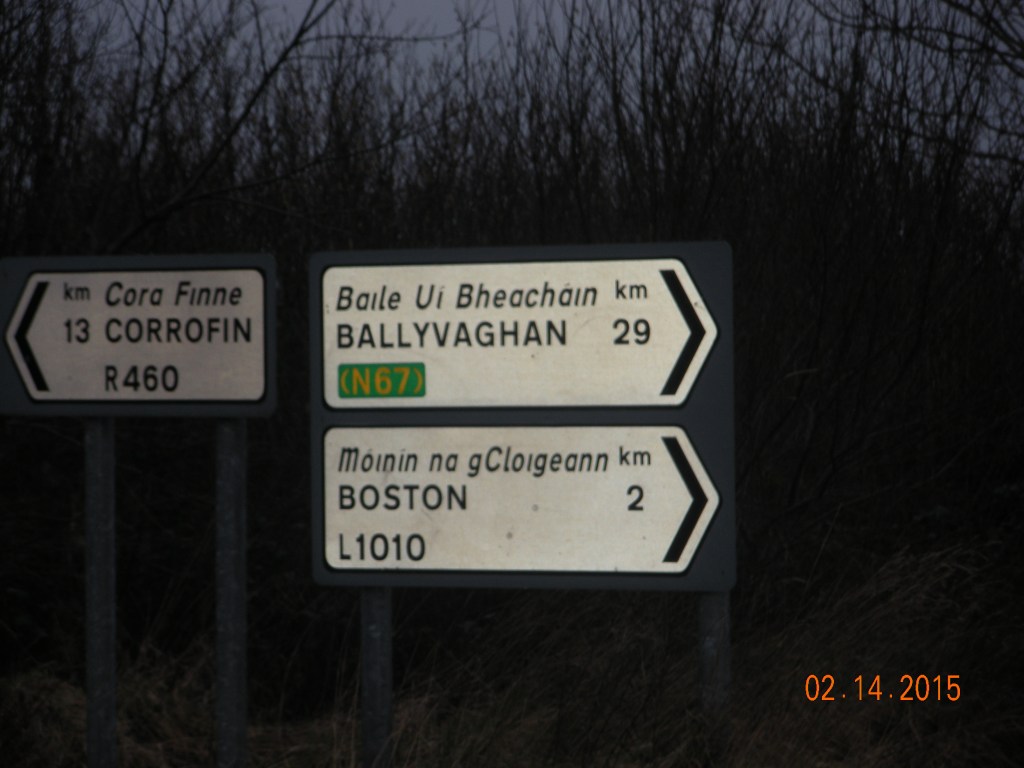 km Cora Finne
13 CORROFIN
R460
Baile Uí Bheacháin km
BALLYVAGHAN 29
(N67)
Móinín na gCloigeann km
BOSTON 2
L1010
02.14.2015